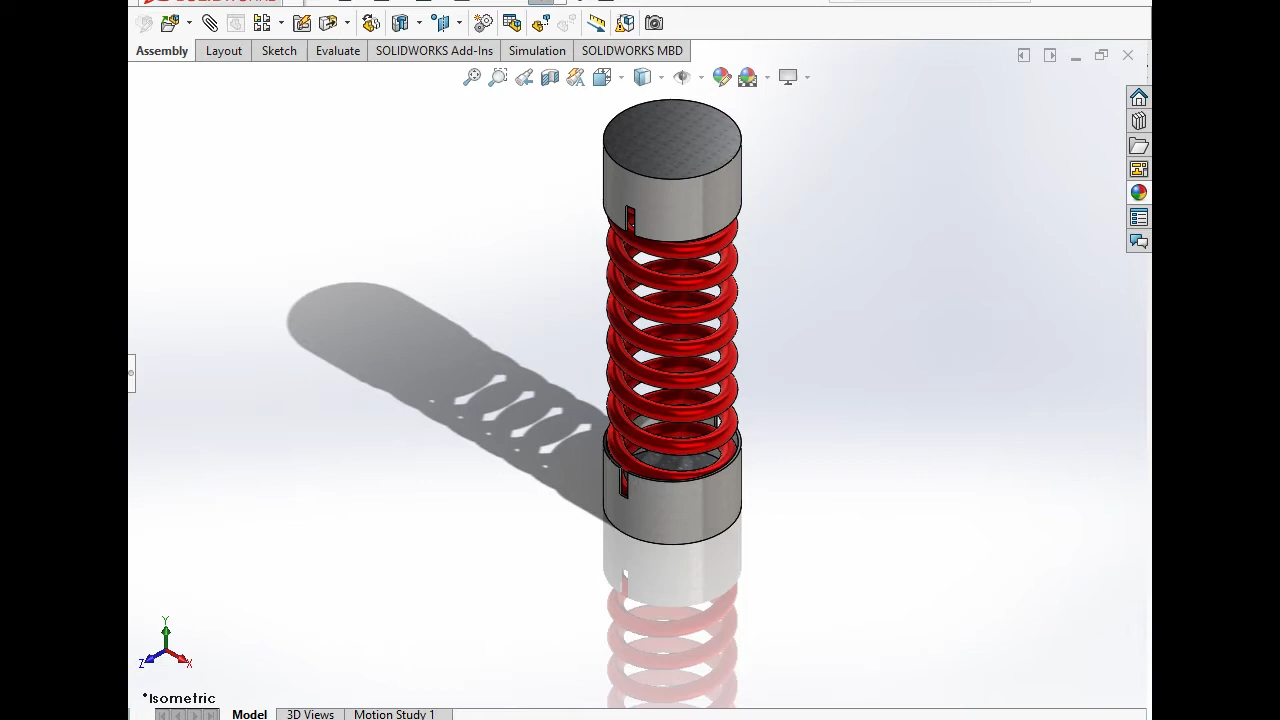 Assembly Layout Sketch Evaluate SOLIDWORKS Add-Ins Simulation SOLIDWORKS MBD
Y
Z X
*Isometric
Model 3D Views Motion Study 1